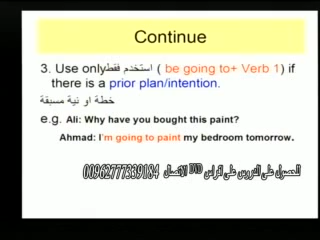 Continue
3. Use only استخدم فقط ( be going to+ Verb 1) if
there is a prior plan/intention.
خطة او نية مسبقة
e.g. Ali: Why have you bought this paint?
Ahmad: I'm going to paint my bedroom tomorrow.
للحصول على الدروس على اقراص DVD الاتصال 00962777339184